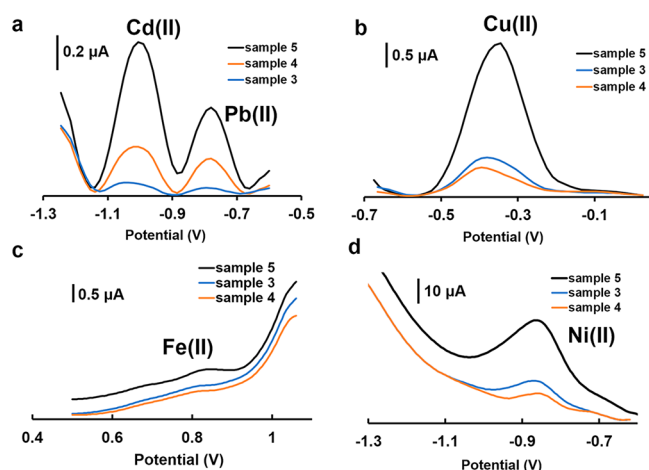 a
Cd(II)
0.2 µA
sample 5
sample 4
sample 3
Pb(II)
-1.3 -1.1 -0.9 -0.7 -0.5
Potential (V)
b
Cu(II)
0.5 µA
sample 5
sample 3
sample 4
-0.7 -0.5 -0.3 -0.1
Potential (V)
c
0.5 µA
sample 5
sample 3
sample 4
Fe(II)
0.4 0.6 0.8 1
Potential (V)
d
10 µA
sample 5
sample 3
sample 4
Ni(II)
-1.3 -1.1 -0.9 -0.7
Potential (V)